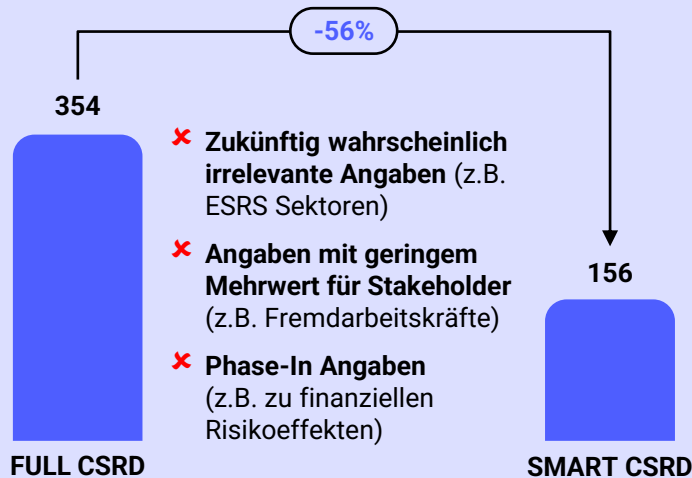 -56%
354
✘ Zukünftig wahrscheinlich
irrelevante Angaben (z.B.
ESRS Sektoren)
✘ Angaben mit geringem
Mehrwert für Stakeholder
(z.B. Fremdarbeitskräfte)
✘ Phase-In Angaben
(z.B. zu finanziellen
Risikoeffekten)
156
FULL CSRD
SMART CSRD